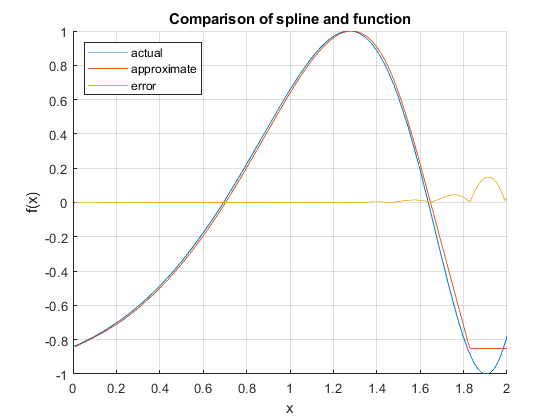 Comparison of spline and function
1
0.8
0.6
0.4
0.2
0
-0.2
-0.4
-0.6
-0.8
-1
f(x)
actual
approximate
error
0 0.2 0.4 0.6 0.8 1 1.2 1.4 1.6 1.8 2
x